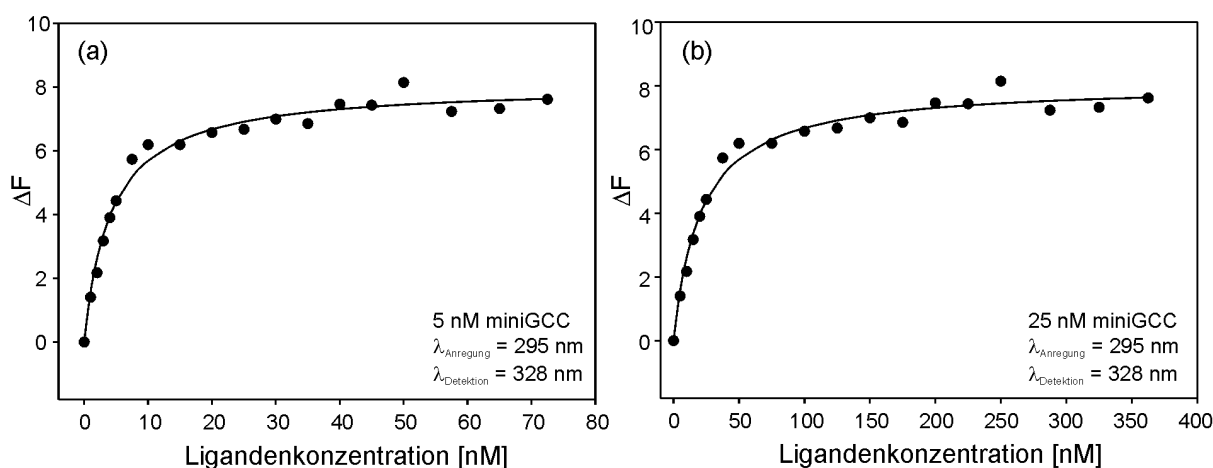 10
(a)
8
6
ΔF
4
2
0
5 nM miniGCC
λAnregung = 295 nm
λDetektion = 328 nm
0 10 20 30 40 50 60 70 80
Ligandenkonzentration [nM]
10
(b)
8
6
ΔF
4
2
0
25 nM miniGCC
λAnregung = 295 nm
λDetektion = 328 nm
0 50 100 150 200 250 300 350 400
Ligandenkonzentration [nM]